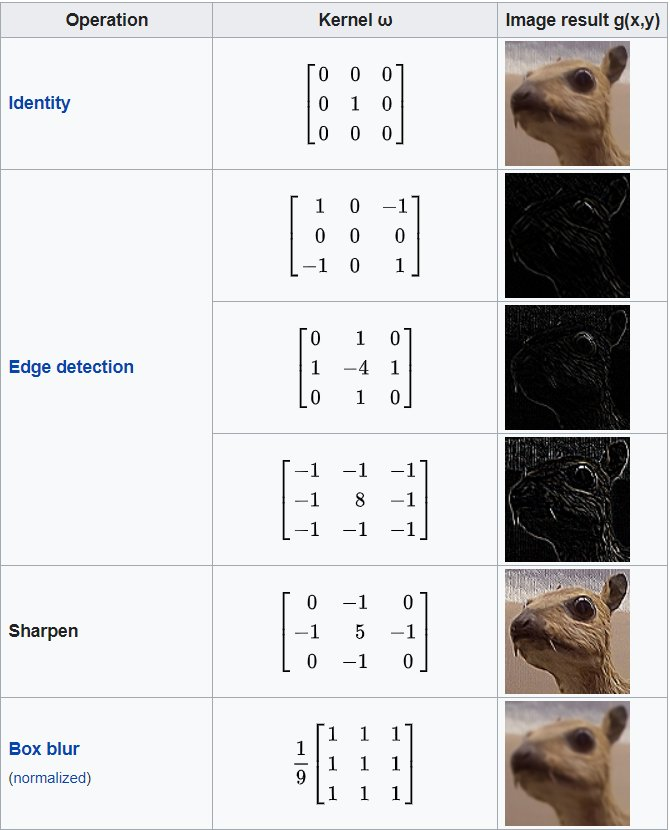 Operation Kernel ω Image result g(x,y)
Identity
0 0 0
0 1 0
0 0 0
Edge detection
1 0 −1
0 0 0
−1 0 1
0 1 0
1 −4 1
0 1 0
−1 −1 −1
−1 8 −1
−1 −1 −1
Sharpen
0 −1 0
−1 5 −1
0 −1 0
Box blur
(normalized)
1
9
1 1 1
1 1 1
1 1 1